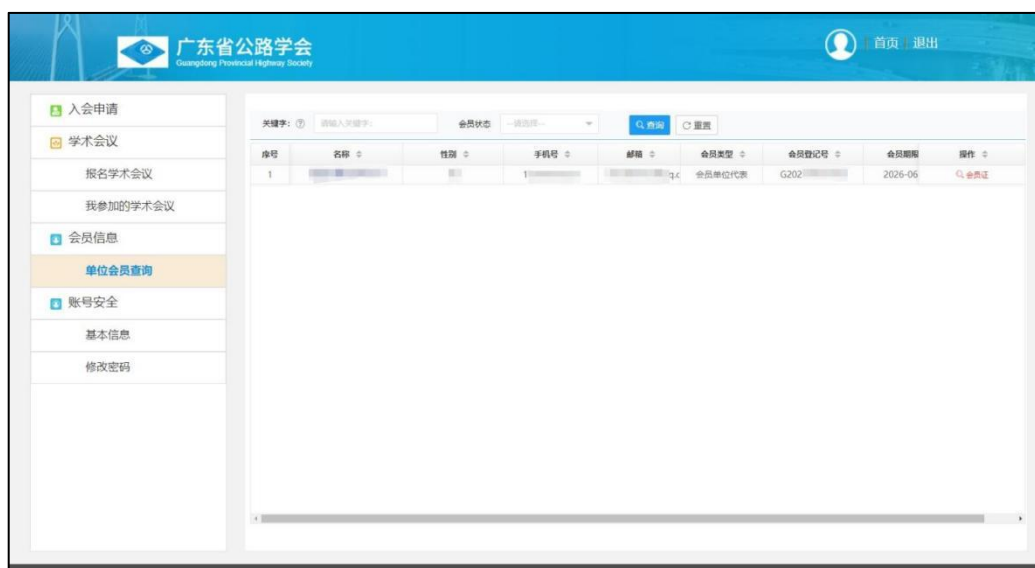 广东省公路学会
Guangdong Provincial Highway Society
首页 退出
入会申请
学术会议
报名学术会议
我参加的学术会议
会员信息
单位会员查询
账号安全
基本信息
修改密码
关键字: ? 请输入关键字: 会员状态 --请选择-- 查询 重置
序号 名称 性别 手机号 邮箱 会员类型 会员登记号 会员期限 操作
1 1 q.c 会员单位代表 G202 2026-06 会员证